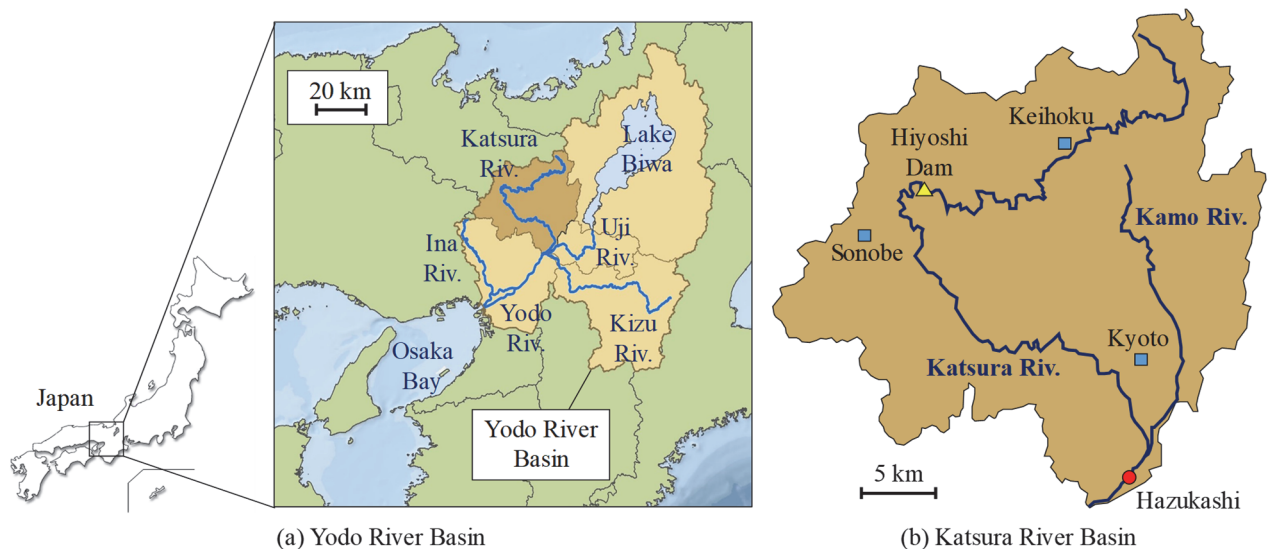 Japan
20 km
Katsura
Riv.
Lake
Biwa
Ina
Riv.
Uji
Riv.
Yodo
Riv.
Kizu
Riv.
Osaka
Bay
Yodo River
Basin
(a) Yodo River Basin
Keihoku
Hiyoshi
Dam
Kamo Riv.
Sonobe
Kyoto
Katsura Riv.
5 km
Hazukashi
(b) Katsura River Basin